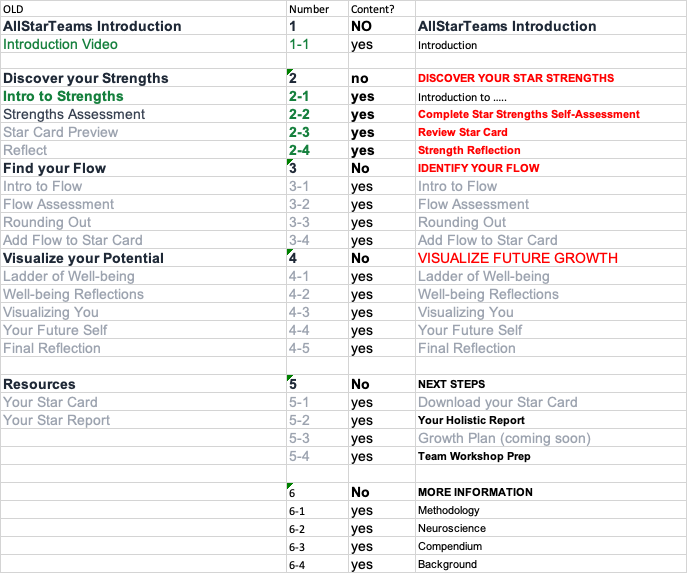 OLD Number Content?
AllStarTeams Introduction 1 NO AllStarTeams Introduction
Introduction Video 1-1 yes Introduction
Discover your Strengths 2 no DISCOVER YOUR STAR STRENGTHS
Intro to Strengths 2-1 yes Introduction to .....
Strengths Assessment 2-2 yes Complete Star Strengths Self-Assessment
Star Card Preview 2-3 yes Review Star Card
Reflect 2-4 yes Strength Reflection
Find your Flow 3 No IDENTIFY YOUR FLOW
Intro to Flow 3-1 yes Intro to Flow
Flow Assessment 3-2 yes Flow Assessment
Rounding Out 3-3 yes Rounding Out
Add Flow to Star Card 3-4 yes Add Flow to Star Card
Visualize your Potential 4 No VISUALIZE FUTURE GROWTH
Ladder of Well-being 4-1 yes Ladder of Well-being
Well-being Reflections 4-2 yes Well-being Reflections
Visualizing You 4-3 yes Visualizing You
Your Future Self 4-4 yes Your Future Self
Final Reflection 4-5 yes Final Reflection
Resources 5 No NEXT STEPS
Your Star Card 5-1 yes Download your Star Card
Your Star Report 5-2 yes Your Holistic Report
5-3 yes Growth Plan (coming soon)
5-4 yes Team Workshop Prep
6 No MORE INFORMATION
6-1 yes Methodology
6-2 yes Neuroscience
6-3 yes Compendium
6-4 yes Background